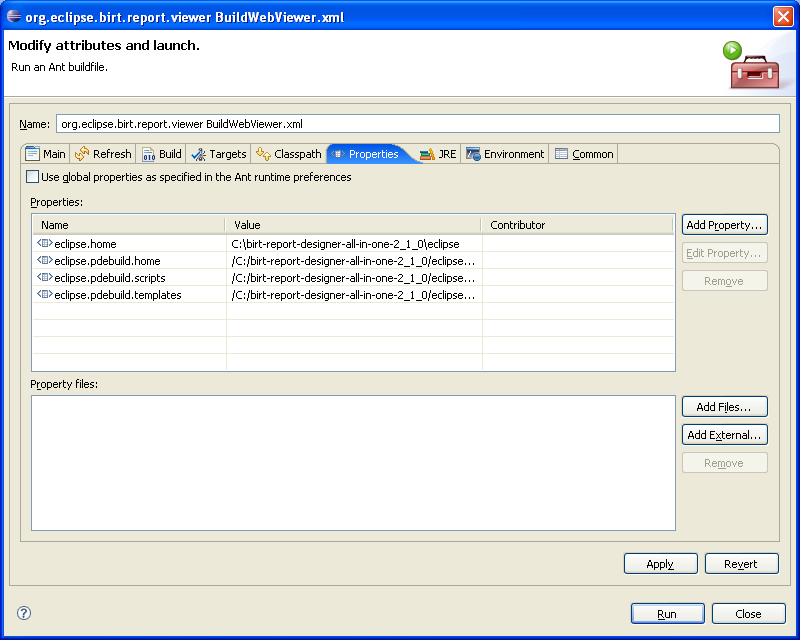 org.eclipse.birt.report.viewer BuildWebViewer.xml
Modify attributes and launch.
Run an Ant buildfile.
Name: org.eclipse.birt.report.viewer BuildWebViewer.xml
Main Refresh Build Targets Classpath Properties JRE Environment Common
Use global properties as specified in the Ant runtime preferences
Properties:
Name Value Contributor
eclipse.home C:\birt-report-designer-all-in-one-2_1_0\eclipse
eclipse.pdebuild.home /C:/birt-report-designer-all-in-one-2_1_0/eclipse...
eclipse.pdebuild.scripts /C:/birt-report-designer-all-in-one-2_1_0/eclipse...
eclipse.pdebuild.templates /C:/birt-report-designer-all-in-one-2_1_0/eclipse...
Add Property...
Edit Property...
Remove
Property files:
Add Files...
Add External...
Remove
Apply Revert
? Run Close